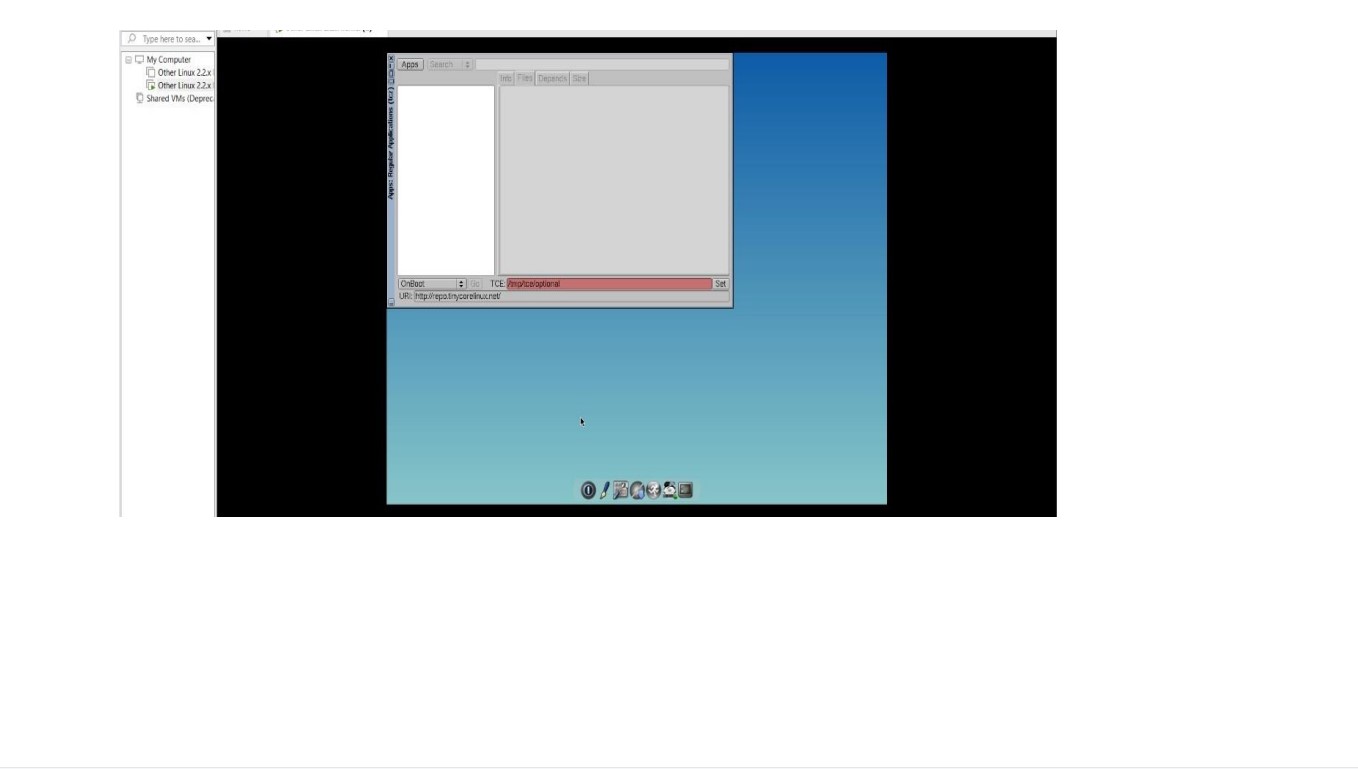 Type here to sea...
My Computer
Other Linux 2.2.x
Other Linux 2.2.x
Shared VMs (Deprec
Apps: Regular Applications (tcz)
Apps Search
Info Files Depends Size
OnBoot Go TCE: /tmp/tce/optional Set
URI: http://repo.tinycorelinux.net/